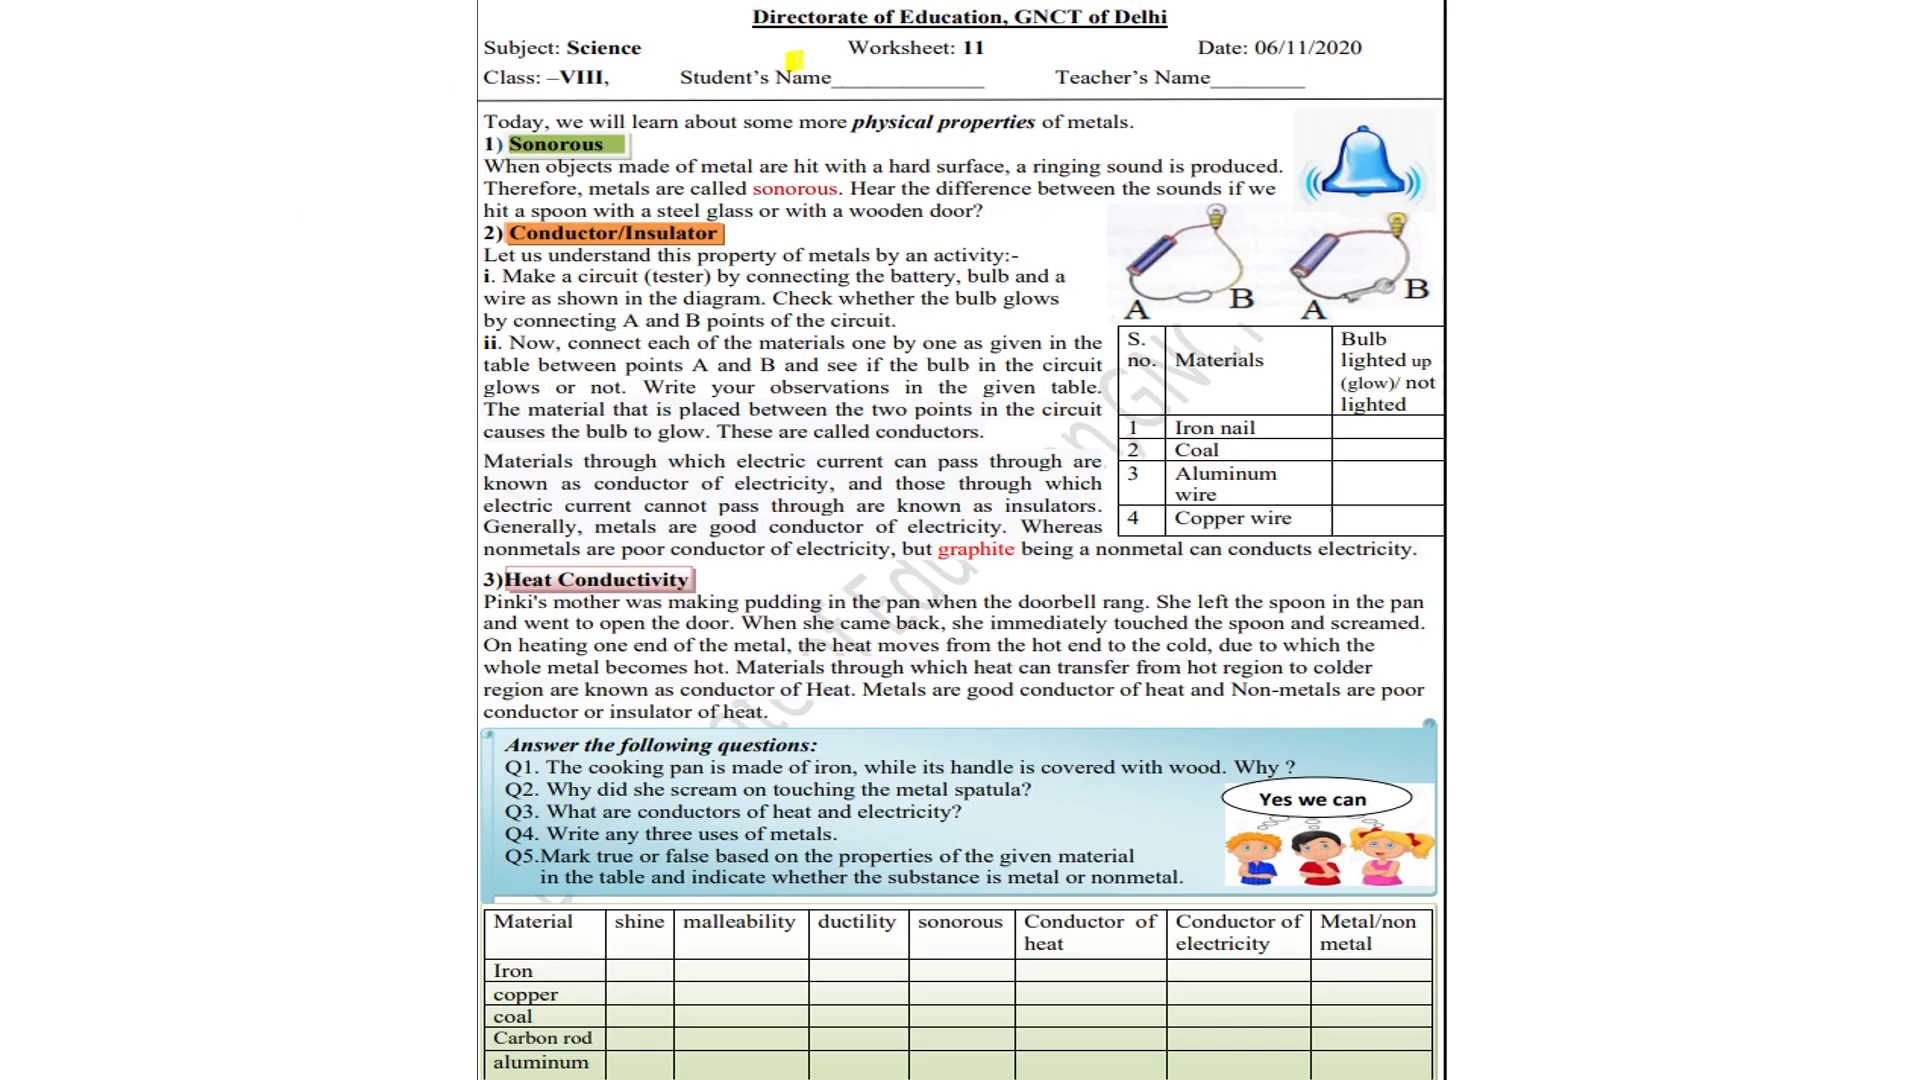 Directorate of Education, GNCT of Delhi
Subject: Science Worksheet: 11 Date: 06/11/2020
Class: –VIII, Student's Name______________ Teacher's Name_________
Today, we will learn about some more physical properties of metals.
1) Sonorous
When objects made of metal are hit with a hard surface, a ringing sound is produced.
Therefore, metals are called sonorous. Hear the difference between the sounds if we
hit a spoon with a steel glass or with a wooden door?
2) Conductor/Insulator
Let us understand this property of metals by an activity:-
i. Make a circuit (tester) by connecting the battery, bulb and a
wire as shown in the diagram. Check whether the bulb glows
by connecting A and B points of the circuit.
A B A B
ii. Now, connect each of the materials one by one as given in the
table between points A and B and see if the bulb in the circuit
glows or not. Write your observations in the given table.
The material that is placed between the two points in the circuit
causes the bulb to glow. These are called conductors.
Materials through which electric current can pass through are
known as conductor of electricity, and those through which
electric current cannot pass through are known as insulators.
Generally, metals are good conductor of electricity. Whereas
nonmetals are poor conductor of electricity, but graphite being a nonmetal can conducts electricity.
S. no. Materials Bulb lighted up (glow)/ not lighted
1 Iron nail
2 Coal
3 Aluminum wire
4 Copper wire
3)Heat Conductivity
Pinki's mother was making pudding in the pan when the doorbell rang. She left the spoon in the pan
and went to open the door. When she came back, she immediately touched the spoon and screamed.
On heating one end of the metal, the heat moves from the hot end to the cold, due to which the
whole metal becomes hot. Materials through which heat can transfer from hot region to colder
region are known as conductor of Heat. Metals are good conductor of heat and Non-metals are poor
conductor or insulator of heat.
Answer the following questions:
Q1. The cooking pan is made of iron, while its handle is covered with wood. Why ?
Q2. Why did she scream on touching the metal spatula?
Q3. What are conductors of heat and electricity?
Q4. Write any three uses of metals.
Q5.Mark true or false based on the properties of the given material
in the table and indicate whether the substance is metal or nonmetal.
Yes we can
Material shine malleability ductility sonorous Conductor of heat Conductor of electricity Metal/non metal
Iron
copper
coal
Carbon rod
aluminum